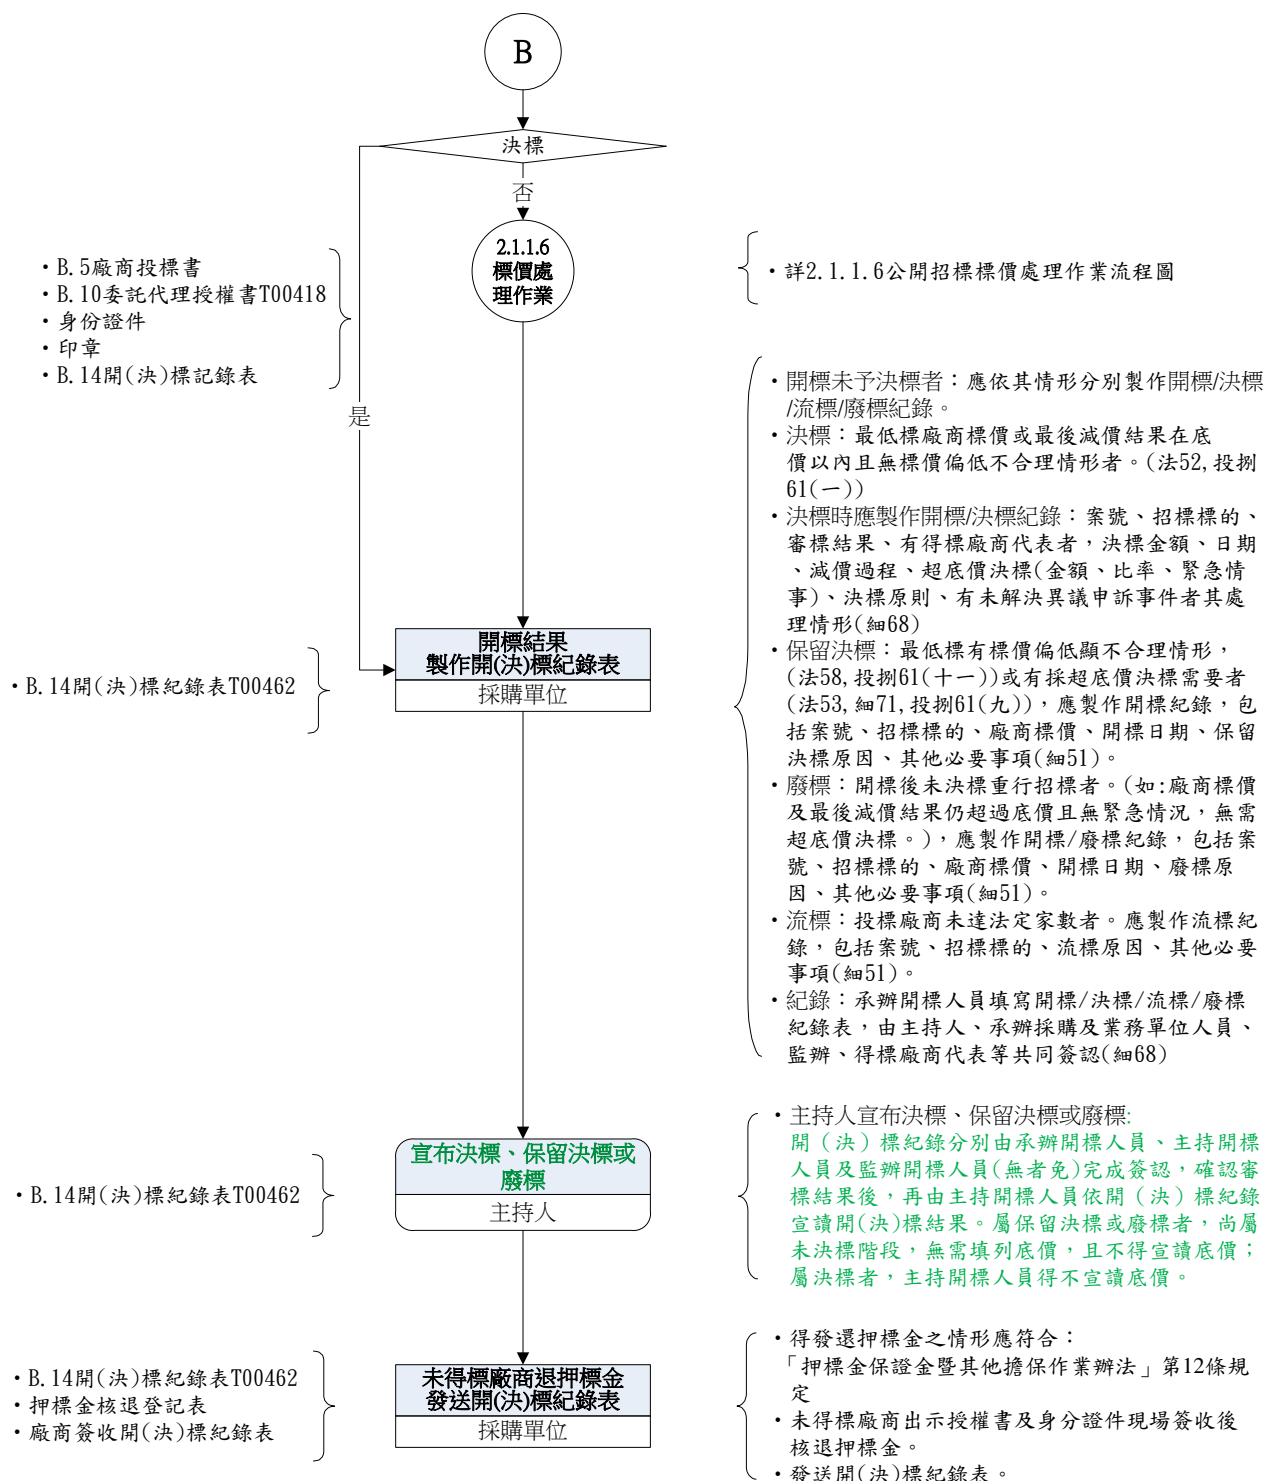 B
決標
否
2.1.1.6
標價處
理作業
・詳2.1.1.6公開招標標價處理作業流程圖
・B.5廠商投標書
・B.10委託代理授權書T00418
・身份證件
・印章
・B.14開(決)標記錄表
是
・開標未予決標者：應依其情形分別製作開標/決標
/流標/廢標紀錄。
・決標：最低標廠商標價或最後減價結果在底
價以內且無標價偏低不合理情形者。(法52,投捌
61(一))
・決標時應製作開標/決標紀錄：案號、招標標的、
審標結果、有得標廠商代表者，決標金額、日期
、減價過程、超底價決標(金額、比率、緊急情
事)、決標原則、有未解決異議申訴事件者其處
理情形(細68)
・保留決標：最低標有標價偏低顯不合理情形，
(法58,投捌61(十一))或有採超底價決標需要者
(法53,細71,投捌61(九))，應製作開標紀錄，包
括案號、招標標的、廠商標價、開標日期、保留
決標原因、其他必要事項(細51)。
・廢標：開標後未決標重行招標者。(如:廠商標價
及最後減價結果仍超過底價且無緊急情況，無需
超底價決標。)，應製作開標/廢標紀錄，包括案
號、招標標的、廠商標價、開標日期、廢標原
因、其他必要事項(細51)。
・流標：投標廠商未達法定家數者。應製作流標紀
錄，包括案號、招標標的、流標原因、其他必要
事項(細51)。
・紀錄：承辦開標人員填寫開標/決標/流標/廢標
紀錄表，由主持人、承辦採購及業務單位人員、
監辦、得標廠商代表等共同簽認(細68)
開標結果
製作開(決)標紀錄表
採購單位
・B.14開(決)標紀錄表T00462
宣布決標、保留決標或
廢標
主持人
・B.14開(決)標紀錄表T00462
・主持人宣布決標、保留決標或廢標:
開（決）標紀錄分別由承辦開標人員、主持開標
人員及監辦開標人員(無者免)完成簽認，確認審
標結果後，再由主持開標人員依開（決）標紀錄
宣讀開(決)標結果。屬保留決標或廢標者，尚屬
未決標階段，無需填列底價，且不得宣讀底價；
屬決標者，主持開標人員得不宣讀底價。
未得標廠商退押標金
發送開(決)標紀錄表
採購單位
・B.14開(決)標紀錄表T00462
・押標金核退登記表
・廠商簽收開(決)標紀錄表
・得發還押標金之情形應符合：
「押標金保證金暨其他擔保作業辦法」第12條規
定
・未得標廠商出示授權書及身分證件現場簽收後
核退押標金。
・發送開(決)標紀錄表。